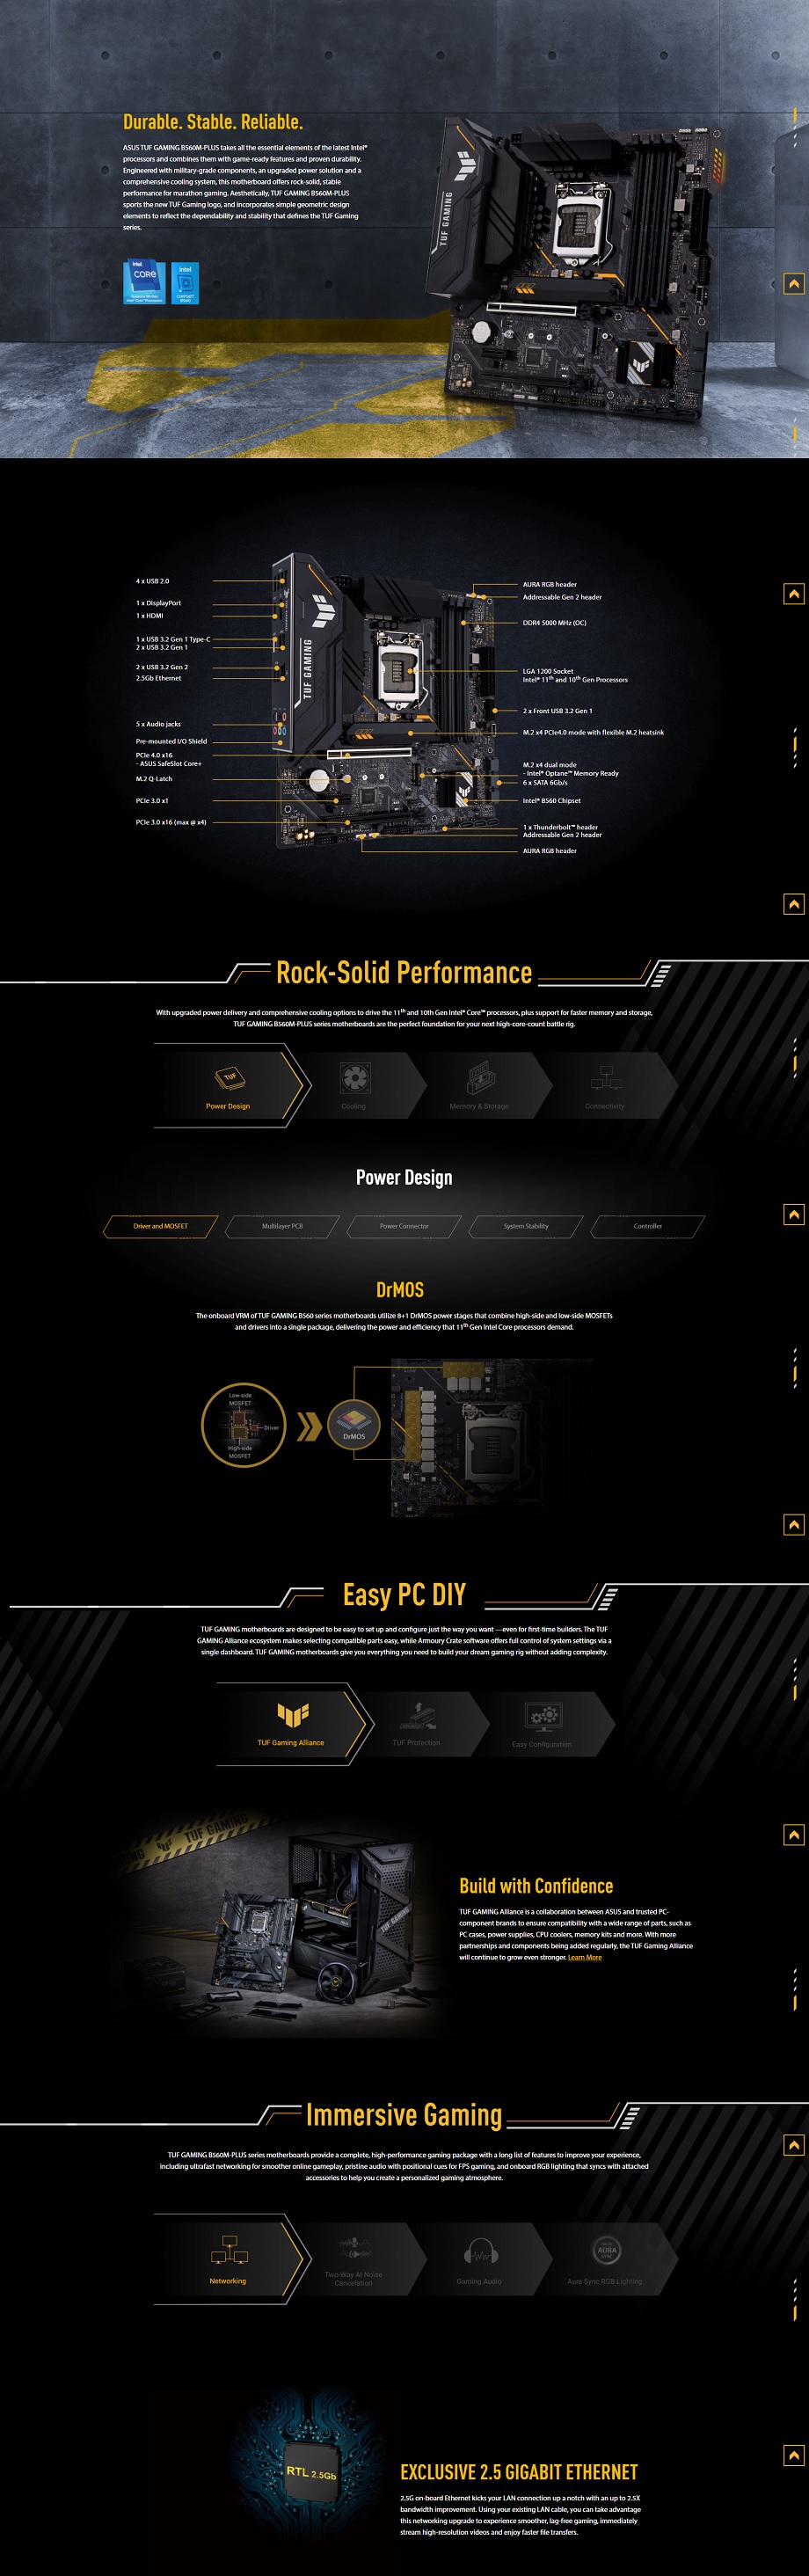 Durable. Stable. Reliable.
ASUS TUF GAMING B560M-PLUS takes all the essential elements of the latest Intel®
processors and combines them with game-ready features and proven durability.
Engineered with military-grade components, an upgraded power solution and a
comprehensive cooling system, this motherboard offers rock-solid, stable
performance for marathon gaming. Aesthetically, TUF GAMING B560M-PLUS
sports the new TUF Gaming logo, and incorporates simple geometric design
elements to reflect the dependability and stability that defines the TUF Gaming
series.
intel
CORE
intel
CHIPSET
B560
TUF GAMING
4 x USB 2.0
1 x DisplayPort
1 x HDMI
1 x USB 3.2 Gen 1 Type-C
2 x USB 3.2 Gen 1
2 x USB 3.2 Gen 2
2.5Gb Ethernet
5 x Audio jacks
Pre-mounted I/O Shield
PCIe 4.0 x16
- ASUS SafeSlot Core+
M.2 Q-Latch
PCIe 3.0 x1
PCIe 3.0 x16 (max @ x4)
TUF GAMING
AURA RGB header
Addressable Gen 2 header
DDR4 5000 MHz (OC)
LGA 1200 Socket
Intel® 11th and 10th Gen Processors
2 x Front USB 3.2 Gen 1
M.2 x4 PCIe4.0 mode with flexible M.2 heatsink
M.2 x4 dual mode
- Intel® Optane™ Memory Ready
6 x SATA 6Gb/s
Intel® B560 Chipset
1 x Thunderbolt™ header
Addressable Gen 2 header
AURA RGB header
Rock-Solid Performance
With upgraded power delivery and comprehensive cooling options to drive the 11th and 10th Gen Intel® Core™ processors, plus support for faster memory and storage,
TUF GAMING B560M-PLUS series motherboards are the perfect foundation for your next high-core-count battle rig.
TUF
Power Design
Cooling
Memory & Storage
Connectivity
Power Design
Driver and MOSFET
Multilayer PCB
Power Connector
System Stability
Controller
DrMOS
The onboard VRM of TUF GAMING B560 series motherboards utilize 8+1 DrMOS power stages that combine high-side and low-side MOSFETs
and drivers into a single package, delivering the power and efficiency that 11th Gen Intel Core processors demand.
Low-side
MOSFET
Driver
High-side
MOSFET
DrMOS
Easy PC DIY
TUF GAMING motherboards are designed to be easy to set up and configure just the way you want —even for first-time builders. The TUF
GAMING Alliance ecosystem makes selecting compatible parts easy, while Armoury Crate software offers full control of system settings via a
single dashboard. TUF GAMING motherboards give you everything you need to build your dream gaming rig without adding complexity.
TUF Gaming Alliance
TUF Protection
Easy Configuration
TUF GAMING
Build with Confidence
TUF GAMING Alliance is a collaboration between ASUS and trusted PC-
component brands to ensure compatibility with a wide range of parts, such as
PC cases, power supplies, CPU coolers, memory kits and more. With more
partnerships and components being added regularly, the TUF Gaming Alliance
will continue to grow even stronger. Learn More
Immersive Gaming
TUF GAMING B560M-PLUS series motherboards provide a complete, high-performance gaming package with a long list of features to improve your experience,
including ultrafast networking for smoother online gameplay, pristine audio with positional cues for FPS gaming, and onboard RGB lighting that syncs with attached
accessories to help you create a personalized gaming atmosphere.
Networking
Two-Way AI Noise
Cancelation
Gaming Audio
AURA
SYNC
Aura Sync RGB Lighting
RTL 2.5Gb
EXCLUSIVE 2.5 GIGABIT ETHERNET
2.5G on-board Ethernet kicks your LAN connection up a notch with an up to 2.5X
bandwidth improvement. Using your existing LAN cable, you can take advantage
this networking upgrade to experience smoother, lag-free gaming, immediately
stream high-resolution videos and enjoy faster file transfers.